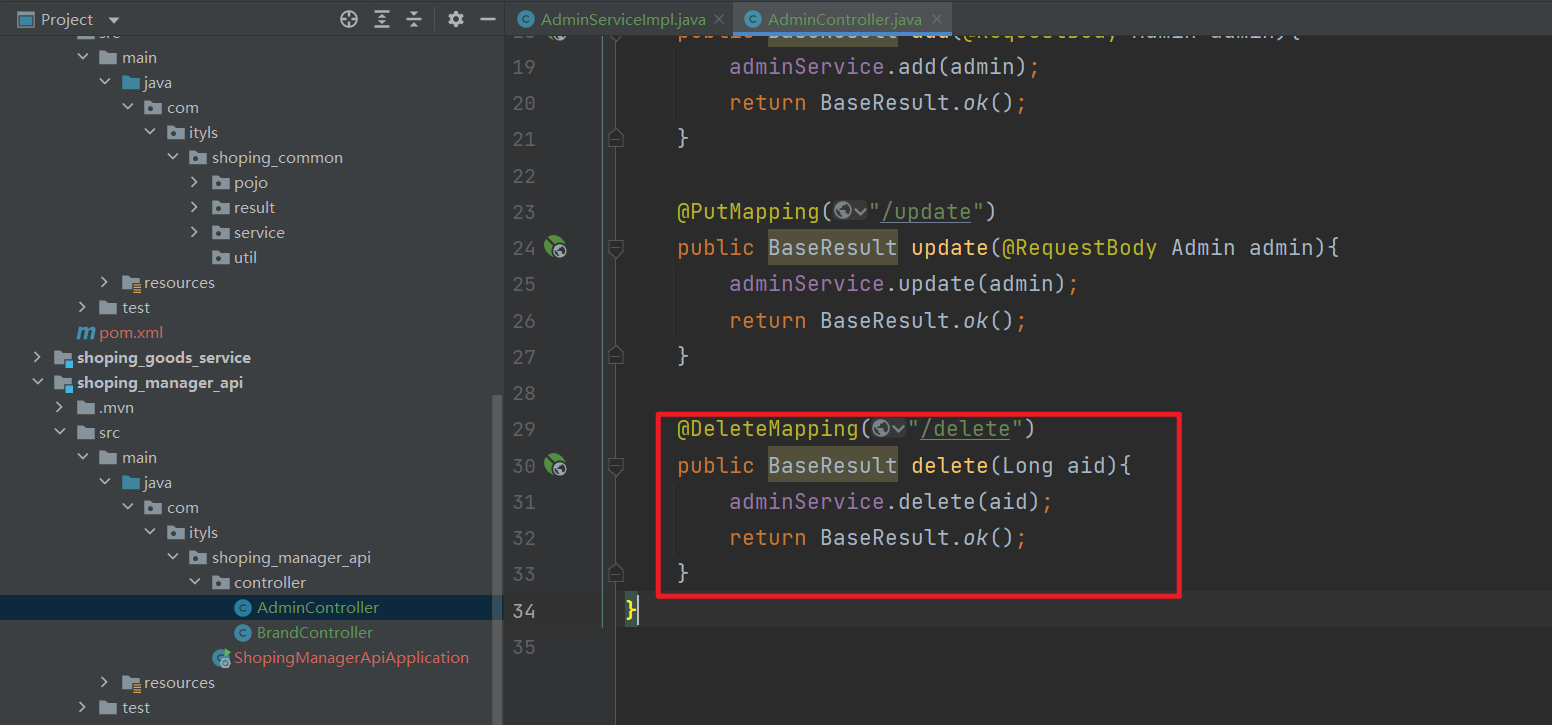 Project
AdminServiceImpl.java
AdminController.java
src
main
java
com
ityls
shoping_common
pojo
result
service
util
resources
test
pom.xml
shoping_goods_service
shoping_manager_api
.mvn
src
main
java
com
ityls
shoping_manager_api
controller
AdminController
BrandController
ShopingManagerApiApplication
resources
test
18 public BaseResult add(@RequestBody Admin admin){
19 adminService.add(admin);
20 return BaseResult.ok();
21 }
22
23 @PutMapping("/update")
24 public BaseResult update(@RequestBody Admin admin){
25 adminService.update(admin);
26 return BaseResult.ok();
27 }
28
29 @DeleteMapping("/delete")
30 public BaseResult delete(Long aid){
31 adminService.delete(aid);
32 return BaseResult.ok();
33 }
34 }
35